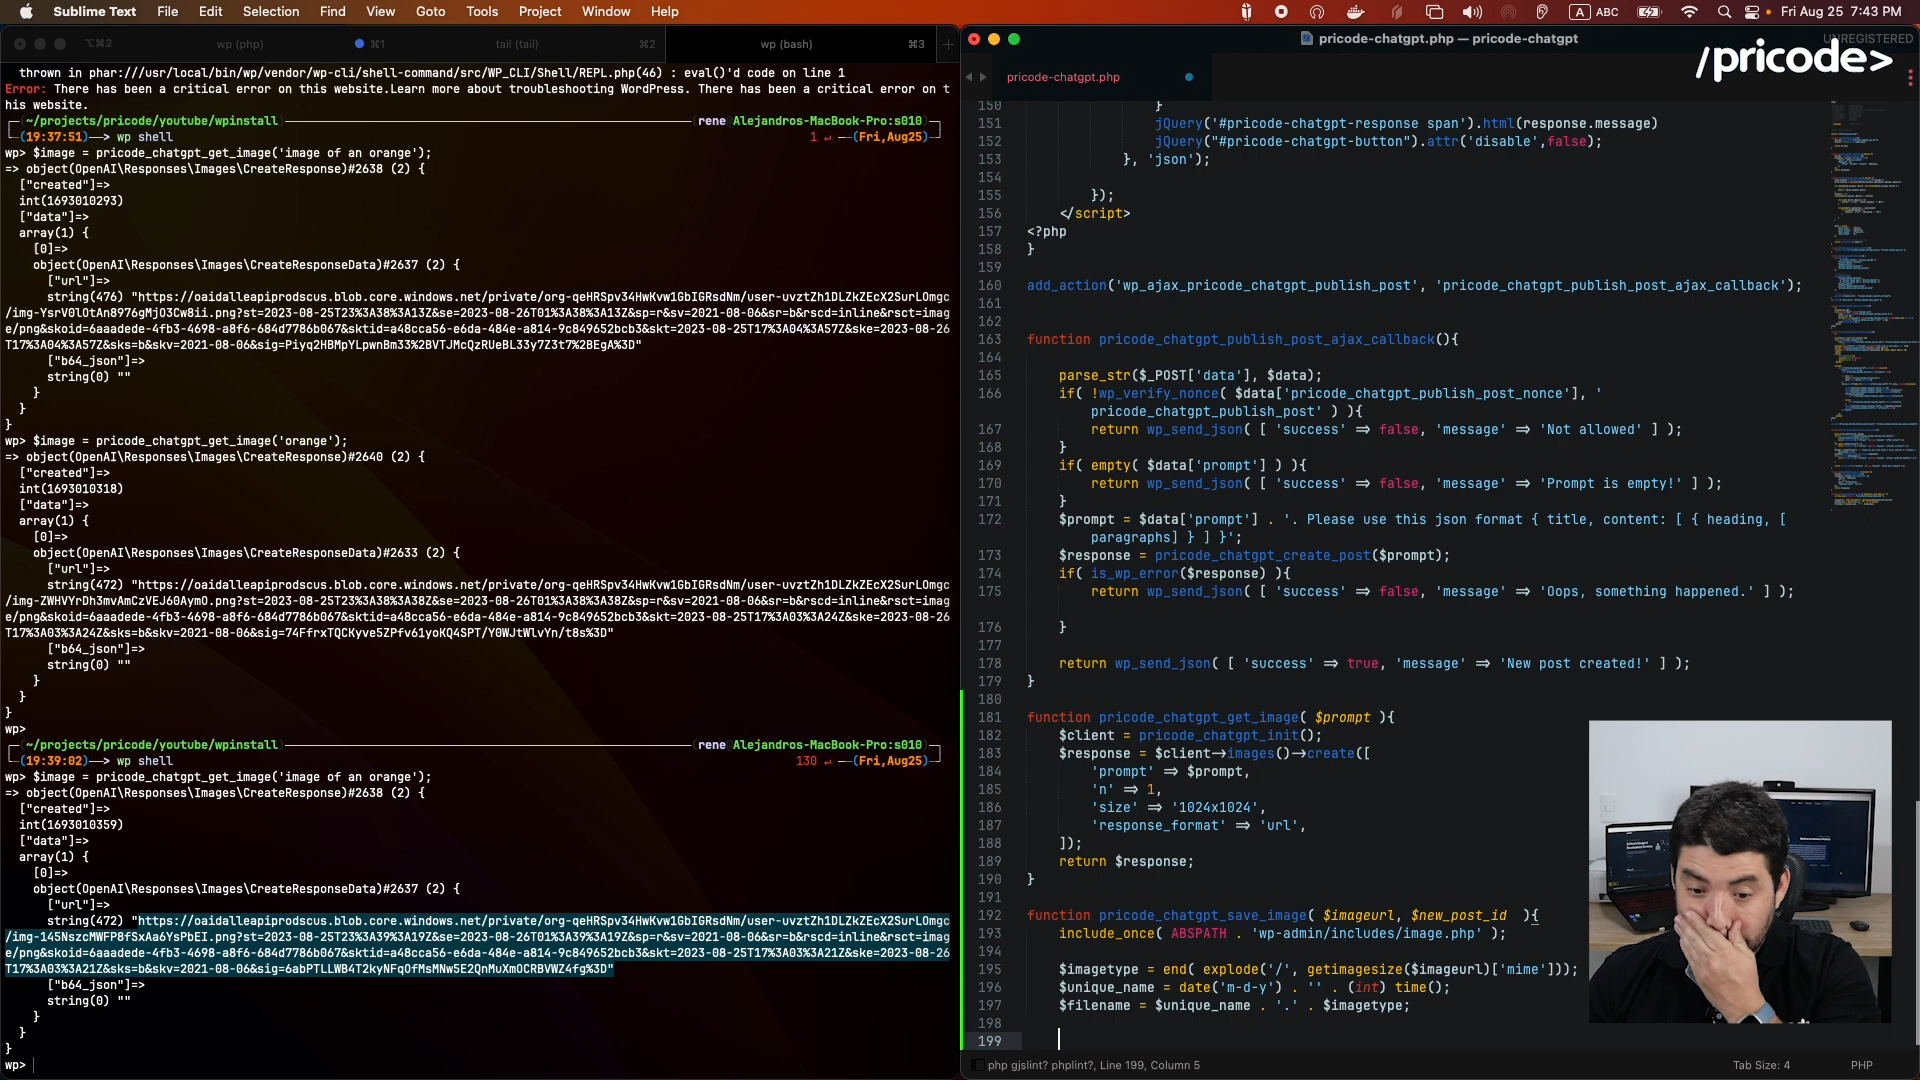 Sublime Text File Edit Selection Find View Goto Tools Project Window Help
A ABC Fri Aug 25 7:43 PM
⌥⌘2 wp (php) ⌘1 tail (tail) ⌘2 wp (bash) ⌘3
thrown in phar:///usr/local/bin/wp/vendor/wp-cli/shell-command/src/WP_CLI/Shell/REPL.php(46) : eval()'d code on line 1
Error: There has been a critical error on this website.Learn more about troubleshooting WordPress. There has been a critical error on t
his website.
~/projects/pricode/youtube/wpinstall rene Alejandros-MacBook-Pro:s010
(19:37:51)—> wp shell 1 ↵ —(Fri,Aug25)
wp> $image = pricode_chatgpt_get_image('image of an orange');
=> object(OpenAI\Responses\Images\CreateResponse)#2638 (2) {
["created"]=>
int(1693010293)
["data"]=>
array(1) {
[0]=>
object(OpenAI\Responses\Images\CreateResponseData)#2637 (2) {
["url"]=>
string(476) "https://oaidalleapiprodscus.blob.core.windows.net/private/org-qeHRSpv34HwKvw1GbIGRsdNm/user-uvztZh1DLZkZEcX2SurLOmgc
/img-YsrV0lOtAn8976gMjO3Cw8ii.png?st=2023-08-25T23%3A38%3A13Z&se=2023-08-26T01%3A38%3A13Z&sp=r&sv=2021-08-06&sr=b&rscd=inline&rsct=imag
e/png&skoid=6aaadede-4fb3-4698-a8f6-684d7786b067&sktid=a48cca56-e6da-484e-a814-9c849652bcb3&skt=2023-08-25T17%3A04%3A57Z&ske=2023-08-26
T17%3A04%3A57Z&sks=b&skv=2021-08-06&sig=Piyq2HBMpYLpwnBm33%2BVTJMcQzRUeBL33y7Z3t7%2BEgA%3D"
["b64_json"]=>
string(0) ""
}
}
}
wp> $image = pricode_chatgpt_get_image('orange');
=> object(OpenAI\Responses\Images\CreateResponse)#2640 (2) {
["created"]=>
int(1693010318)
["data"]=>
array(1) {
[0]=>
object(OpenAI\Responses\Images\CreateResponseData)#2633 (2) {
["url"]=>
string(472) "https://oaidalleapiprodscus.blob.core.windows.net/private/org-qeHRSpv34HwKvw1GbIGRsdNm/user-uvztZh1DLZkZEcX2SurLOmgc
/img-ZWHVYrDh3mvAmCzVEJ60AymO.png?st=2023-08-25T23%3A38%3A38Z&se=2023-08-26T01%3A38%3A38Z&sp=r&sv=2021-08-06&sr=b&rscd=inline&rsct=imag
e/png&skoid=6aaadede-4fb3-4698-a8f6-684d7786b067&sktid=a48cca56-e6da-484e-a814-9c849652bcb3&skt=2023-08-25T17%3A03%3A24Z&ske=2023-08-26
T17%3A03%3A24Z&sks=b&skv=2021-08-06&sig=74FfrxTQCKyve5ZPfv61yoKQ4SPT/Y0WJtWlvYn/t8s%3D"
["b64_json"]=>
string(0) ""
}
}
}
wp>
~/projects/pricode/youtube/wpinstall rene Alejandros-MacBook-Pro:s010
(19:39:02)—> wp shell 130 ↵ —(Fri,Aug25)
wp> $image = pricode_chatgpt_get_image('image of an orange');
=> object(OpenAI\Responses\Images\CreateResponse)#2638 (2) {
["created"]=>
int(1693010359)
["data"]=>
array(1) {
[0]=>
object(OpenAI\Responses\Images\CreateResponseData)#2637 (2) {
["url"]=>
string(472) "https://oaidalleapiprodscus.blob.core.windows.net/private/org-qeHRSpv34HwKvw1GbIGRsdNm/user-uvztZh1DLZkZEcX2SurLOmgc
/img-145NszcMWFP8fSxAa6YsPbEI.png?st=2023-08-25T23%3A39%3A19Z&se=2023-08-26T01%3A39%3A19Z&sp=r&sv=2021-08-06&sr=b&rscd=inline&rsct=imag
e/png&skoid=6aaadede-4fb3-4698-a8f6-684d7786b067&sktid=a48cca56-e6da-484e-a814-9c849652bcb3&skt=2023-08-25T17%3A03%3A21Z&ske=2023-08-26
T17%3A03%3A21Z&sks=b&skv=2021-08-06&sig=6abPTLLWB4T2kyNFqOfMsMNw5E2QnMuXmOCRBVWZ4fg%3D"
["b64_json"]=>
string(0) ""
}
}
}
wp>
pricode-chatgpt.php — pricode-chatgpt
UNREGISTERED
/pricode>
pricode-chatgpt.php
150 }
151 jQuery('#pricode-chatgpt-response span').html(response.message)
152 jQuery("#pricode-chatgpt-button").attr('disable',false);
153 }, 'json');
154
155 });
156 </script>
157 <?php
158 }
159
160 add_action('wp_ajax_pricode_chatgpt_publish_post', 'pricode_chatgpt_publish_post_ajax_callback');
161
162
163 function pricode_chatgpt_publish_post_ajax_callback(){
164
165 parse_str($_POST['data'], $data);
166 if( !wp_verify_nonce( $data['pricode_chatgpt_publish_post_nonce'], '
pricode_chatgpt_publish_post' ) ){
167 return wp_send_json( [ 'success' => false, 'message' => 'Not allowed' ] );
168 }
169 if( empty( $data['prompt'] ) ){
170 return wp_send_json( [ 'success' => false, 'message' => 'Prompt is empty!' ] );
171 }
172 $prompt = $data['prompt'] . '. Please use this json format { title, content: [ { heading, [
paragraphs] } ] }';
173 $response = pricode_chatgpt_create_post($prompt);
174 if( is_wp_error($response) ){
175 return wp_send_json( [ 'success' => false, 'message' => 'Oops, something happened.' ] );
176 }
177
178 return wp_send_json( [ 'success' => true, 'message' => 'New post created!' ] );
179 }
180
181 function pricode_chatgpt_get_image( $prompt ){
182 $client = pricode_chatgpt_init();
183 $response = $client->images()->create([
184 'prompt' => $prompt,
185 'n' => 1,
186 'size' => '1024x1024',
187 'response_format' => 'url',
188 ]);
189 return $response;
190 }
191
192 function pricode_chatgpt_save_image( $imageurl, $new_post_id ){
193 include_once( ABSPATH . 'wp-admin/includes/image.php' );
194
195 $imagetype = end( explode('/', getimagesize($imageurl)['mime']));
196 $unique_name = date('m-d-y') . '' . (int) time();
197 $filename = $unique_name . '.' . $imagetype;
198
199
php gjslint? phplint?, Line 199, Column 5 Tab Size: 4 PHP